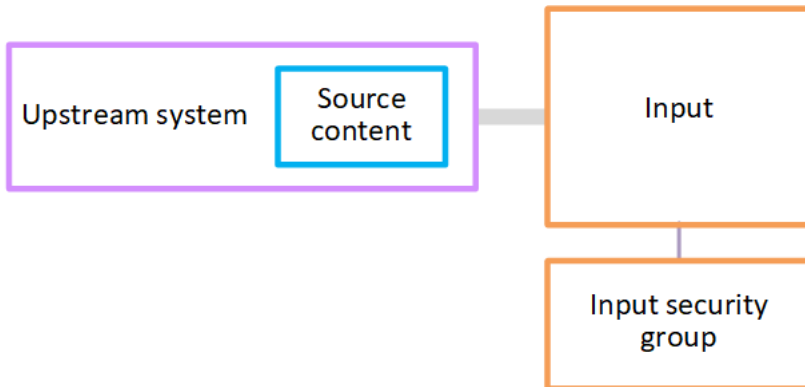 Upstream system
Source
content
Input
Input security
group